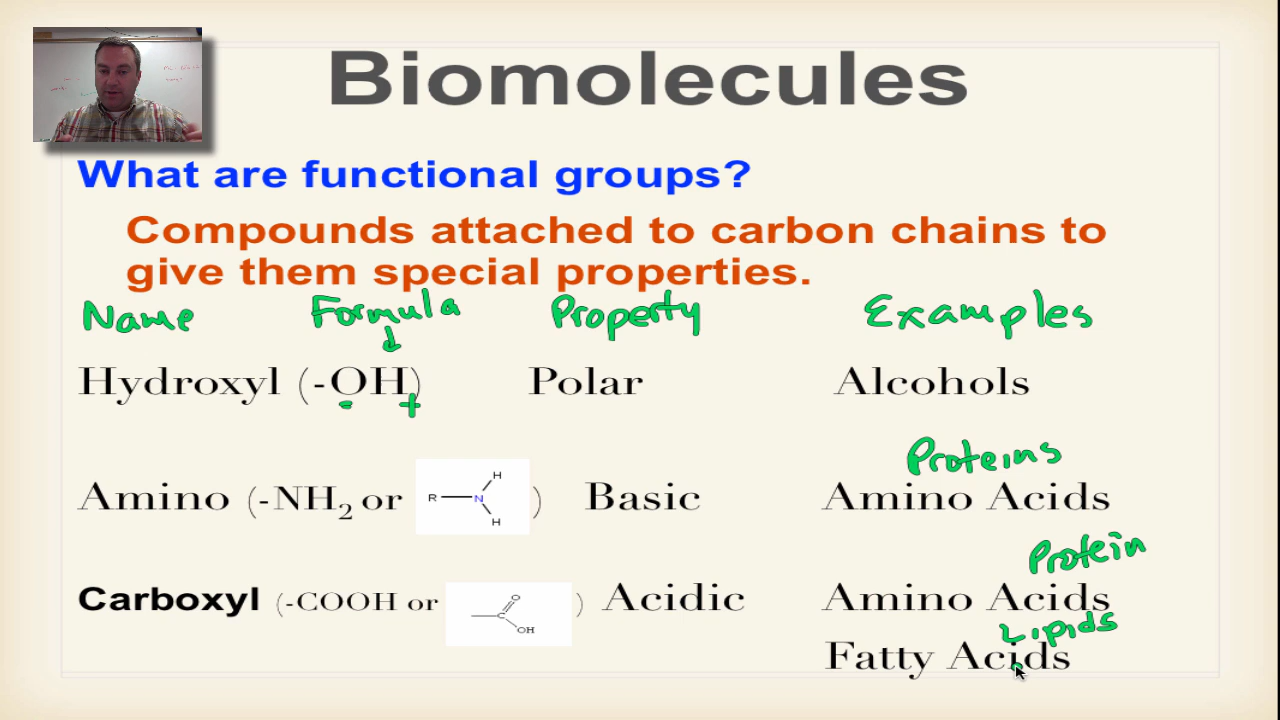 Biomolecules
What are functional groups?
Compounds attached to carbon chains to
give them special properties.
Name Formula Property Examples
Hydroxyl (-OH) Polar Alcohols
- +
Proteins
Amino (-NH2 or R N H H ) Basic Amino Acids
Protein
Carboxyl (-COOH or C O OH ) Acidic Amino Acids
Lipids
Fatty Acids